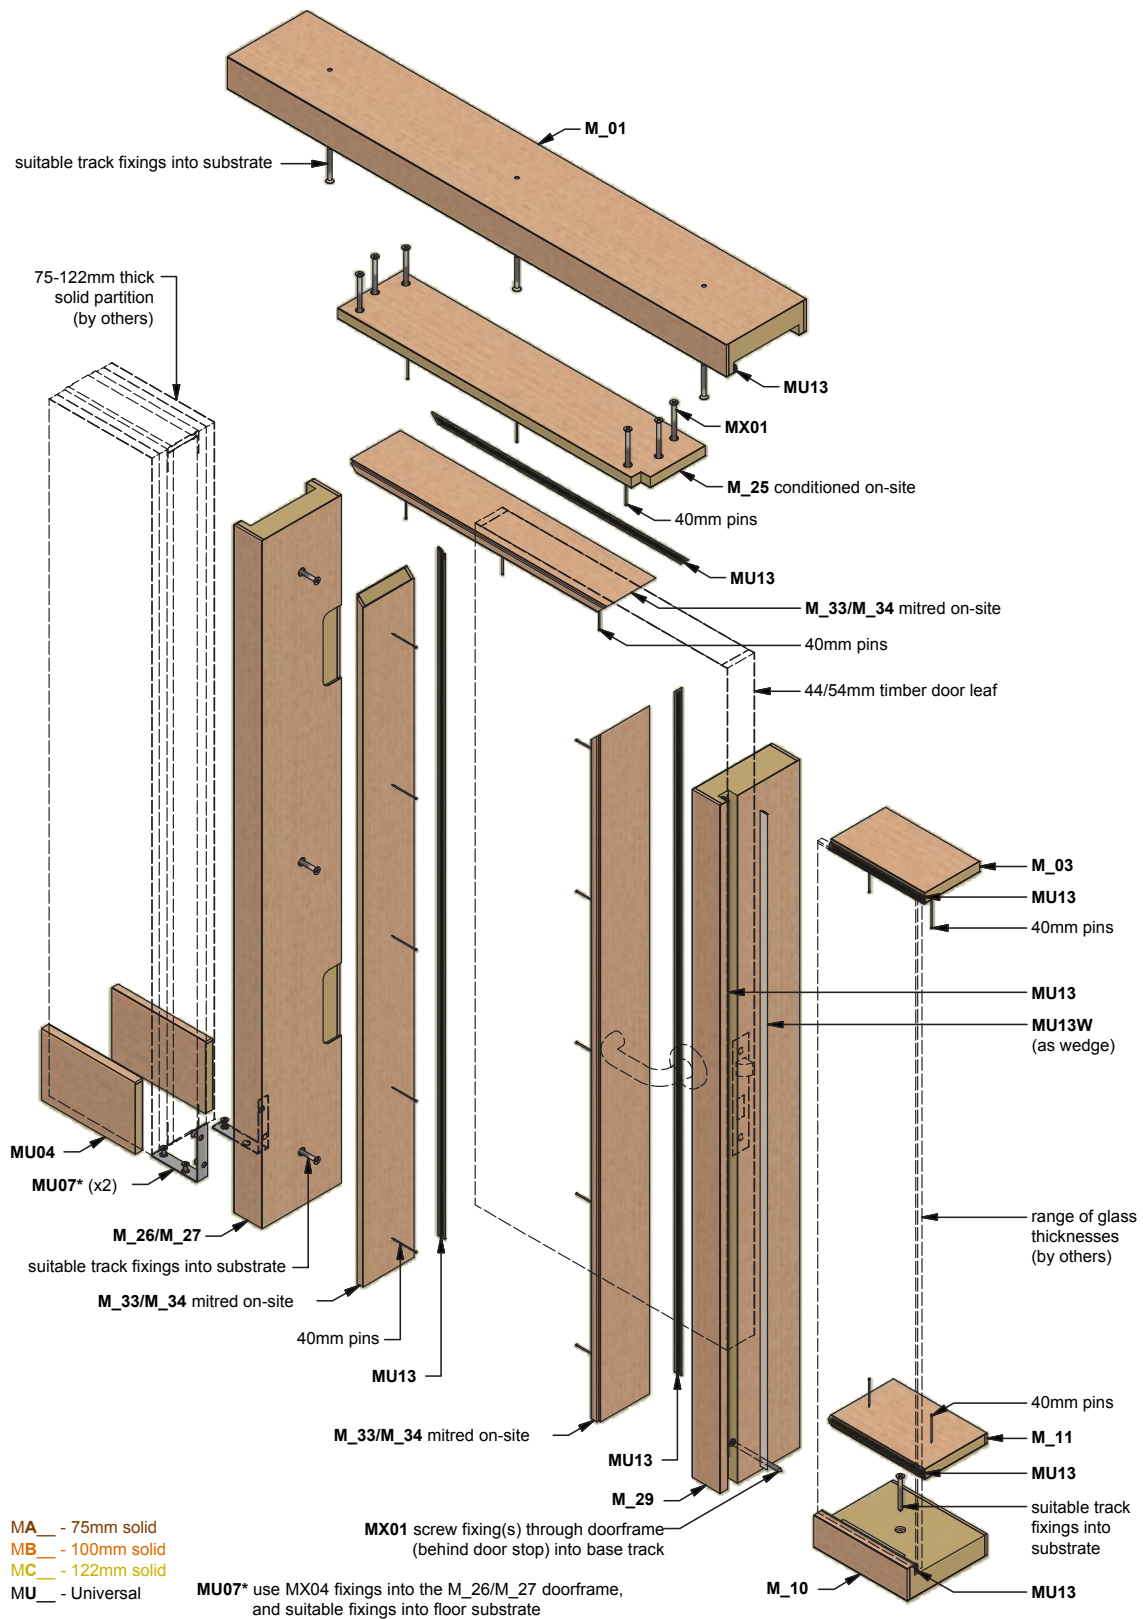 M_01
suitable track fixings into substrate
75-122mm thick
solid partition
(by others)
MU13
MX01
M_25 conditioned on-site
40mm pins
MU13
M_33/M_34 mitred on-site
40mm pins
44/54mm timber door leaf
M_03
MU13
40mm pins
MU13
MU13W
(as wedge)
MU04
MU07* (x2)
M_26/M_27
suitable track fixings into substrate
M_33/M_34 mitred on-site
40mm pins
MU13
range of glass
thicknesses
(by others)
40mm pins
M_11
MU13
M_33/M_34 mitred on-site
MU13
M_29
suitable track
fixings into
substrate
MX01 screw fixing(s) through doorframe
(behind door stop) into base track
M_10
MU13
MA__ - 75mm solid
MB__ - 100mm solid
MC__ - 122mm solid
MU__ - Universal
MU07* use MX04 fixings into the M_26/M_27 doorframe,
and suitable fixings into floor substrate